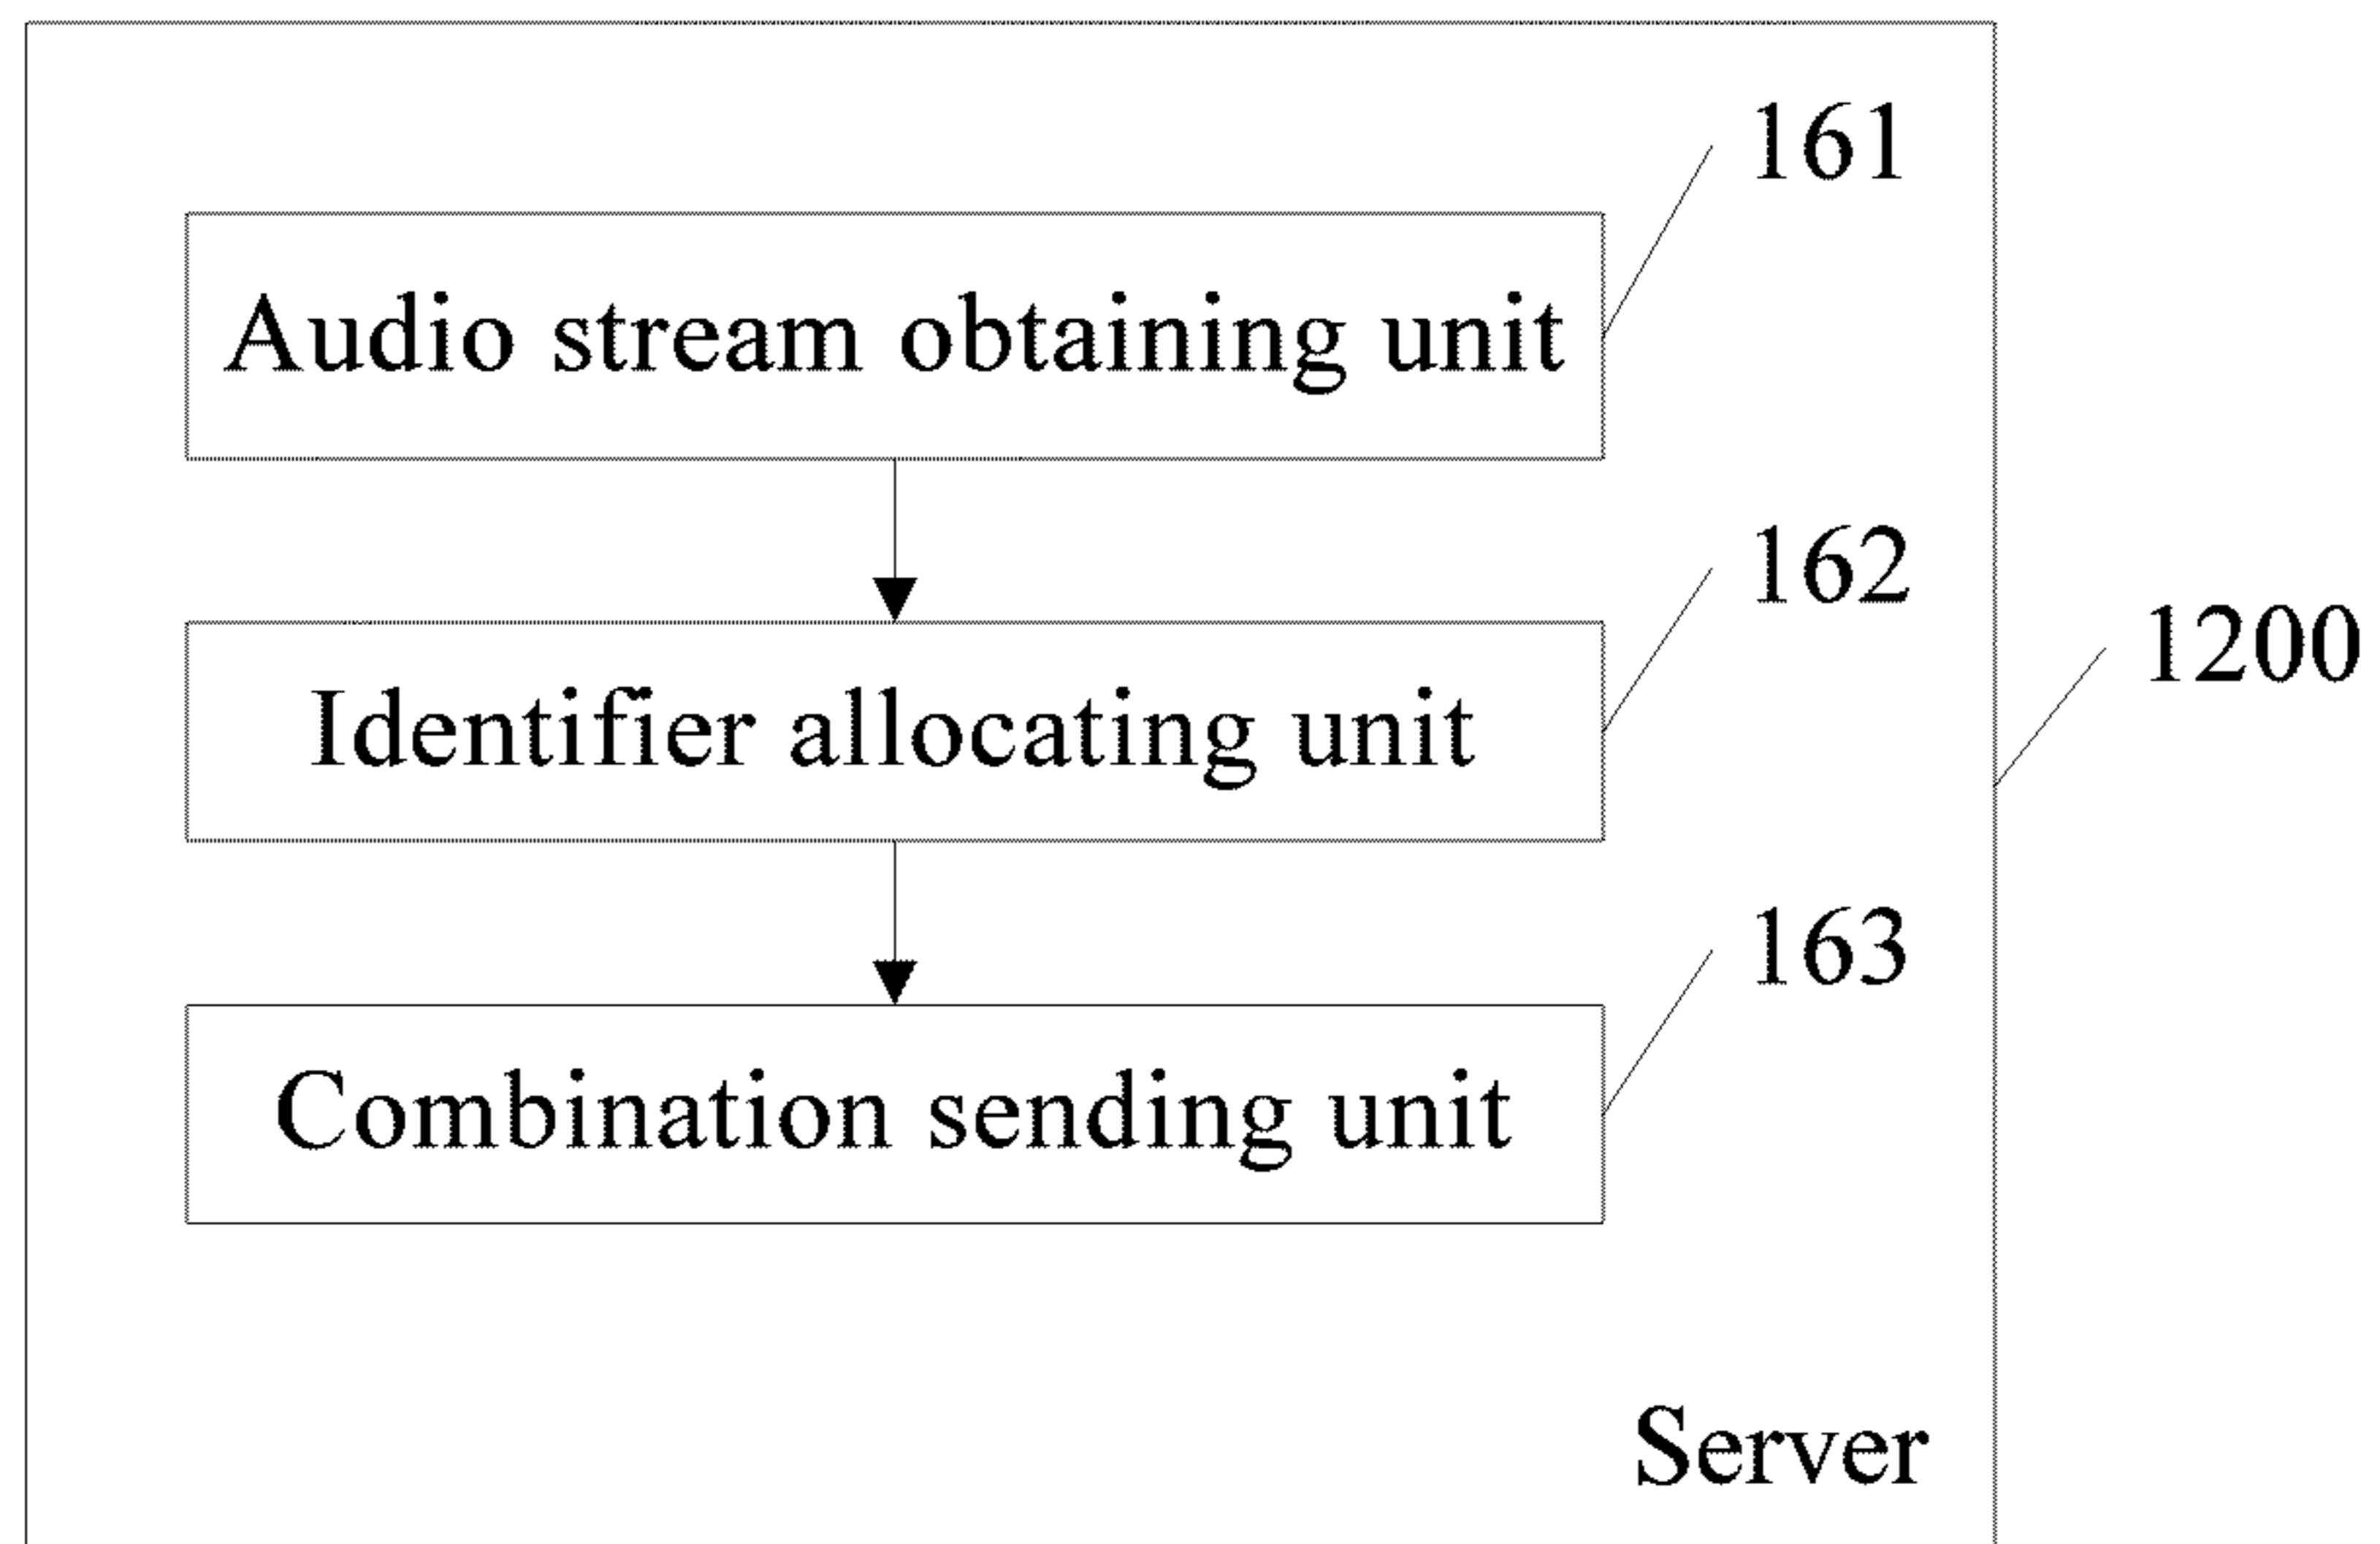 161
Audio stream obtaining unit
162
1200
Identifier allocating unit
163
Combination sending unit
Server